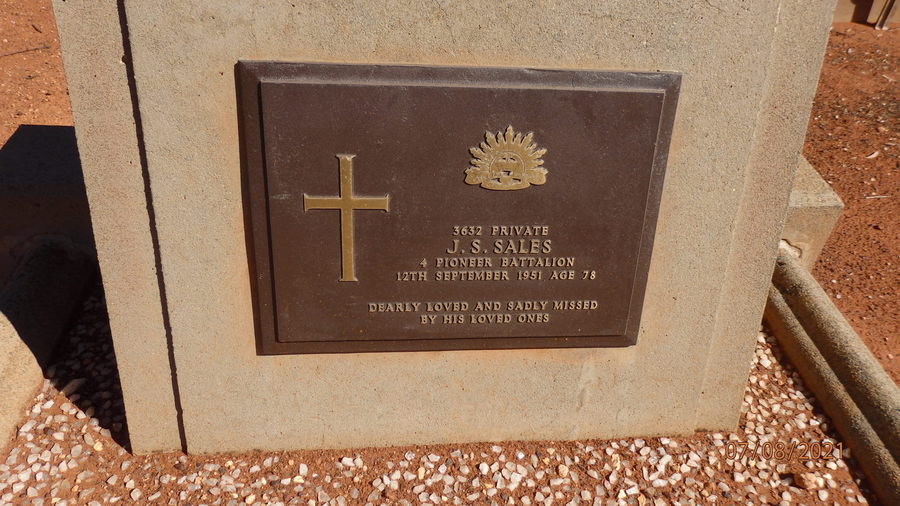 3632 PRIVATE
J. S. SALES
4 PIONEER BATTALION
12TH SEPTEMBER 1951 AGE 78
DEARLY LOVED AND SADLY MISSED
BY HIS LOVED ONES
07/08/2021